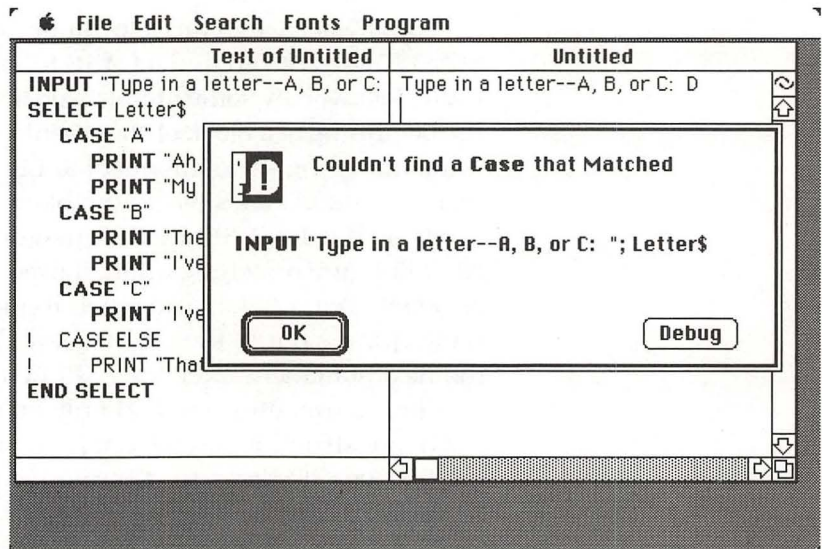 File Edit Search Fonts Program
Text of Untitled
INPUT "Type in a letter--A, B, or C:
SELECT Letter$
CASE "A"
PRINT "Ah,
PRINT "My
CASE "B"
PRINT "The
PRINT "I've
CASE "C"
PRINT "I've
! CASE ELSE
! PRINT "That
END SELECT
Untitled
Type in a letter--A, B, or C: D
Couldn't find a Case that Matched
INPUT "Type in a letter--A, B, or C: "; Letter$
OK
Debug